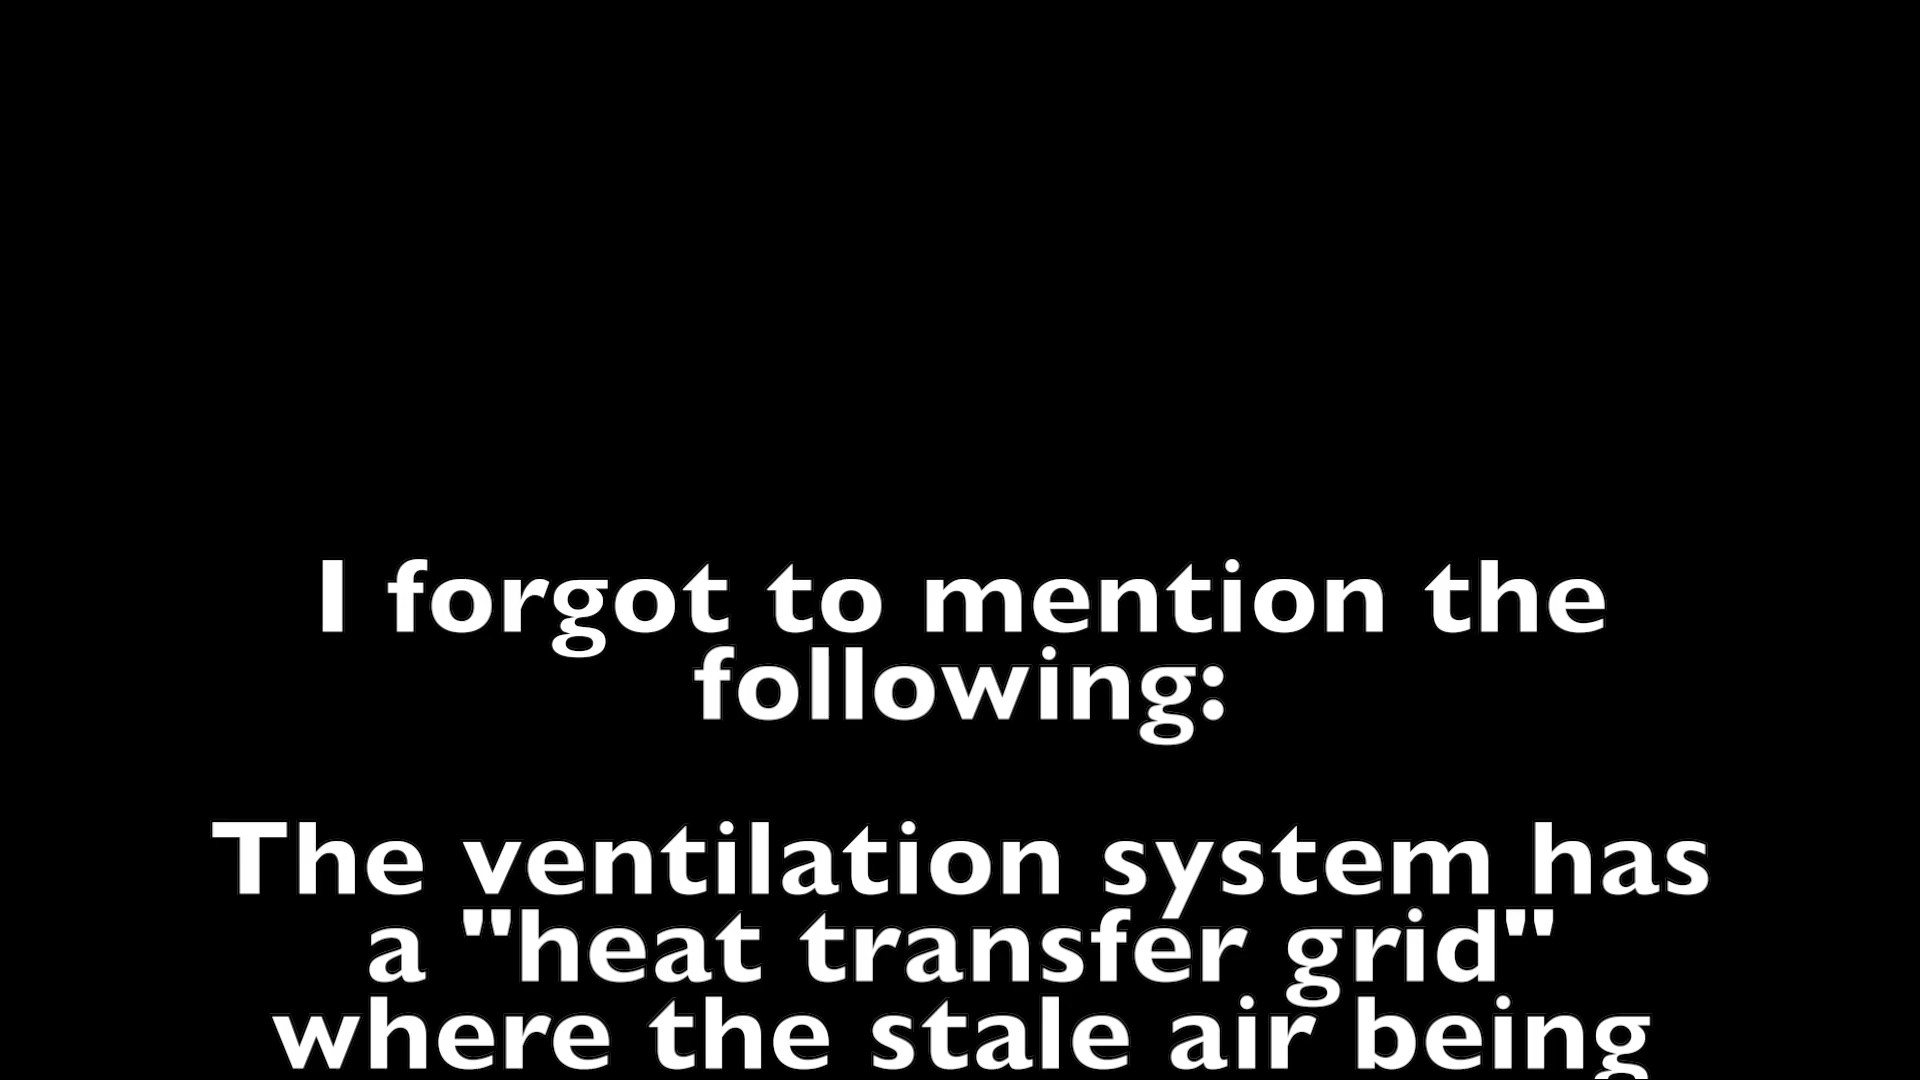 I forgot to mention the
following:
The ventilation system has
a "heat transfer grid"
where the stale air being